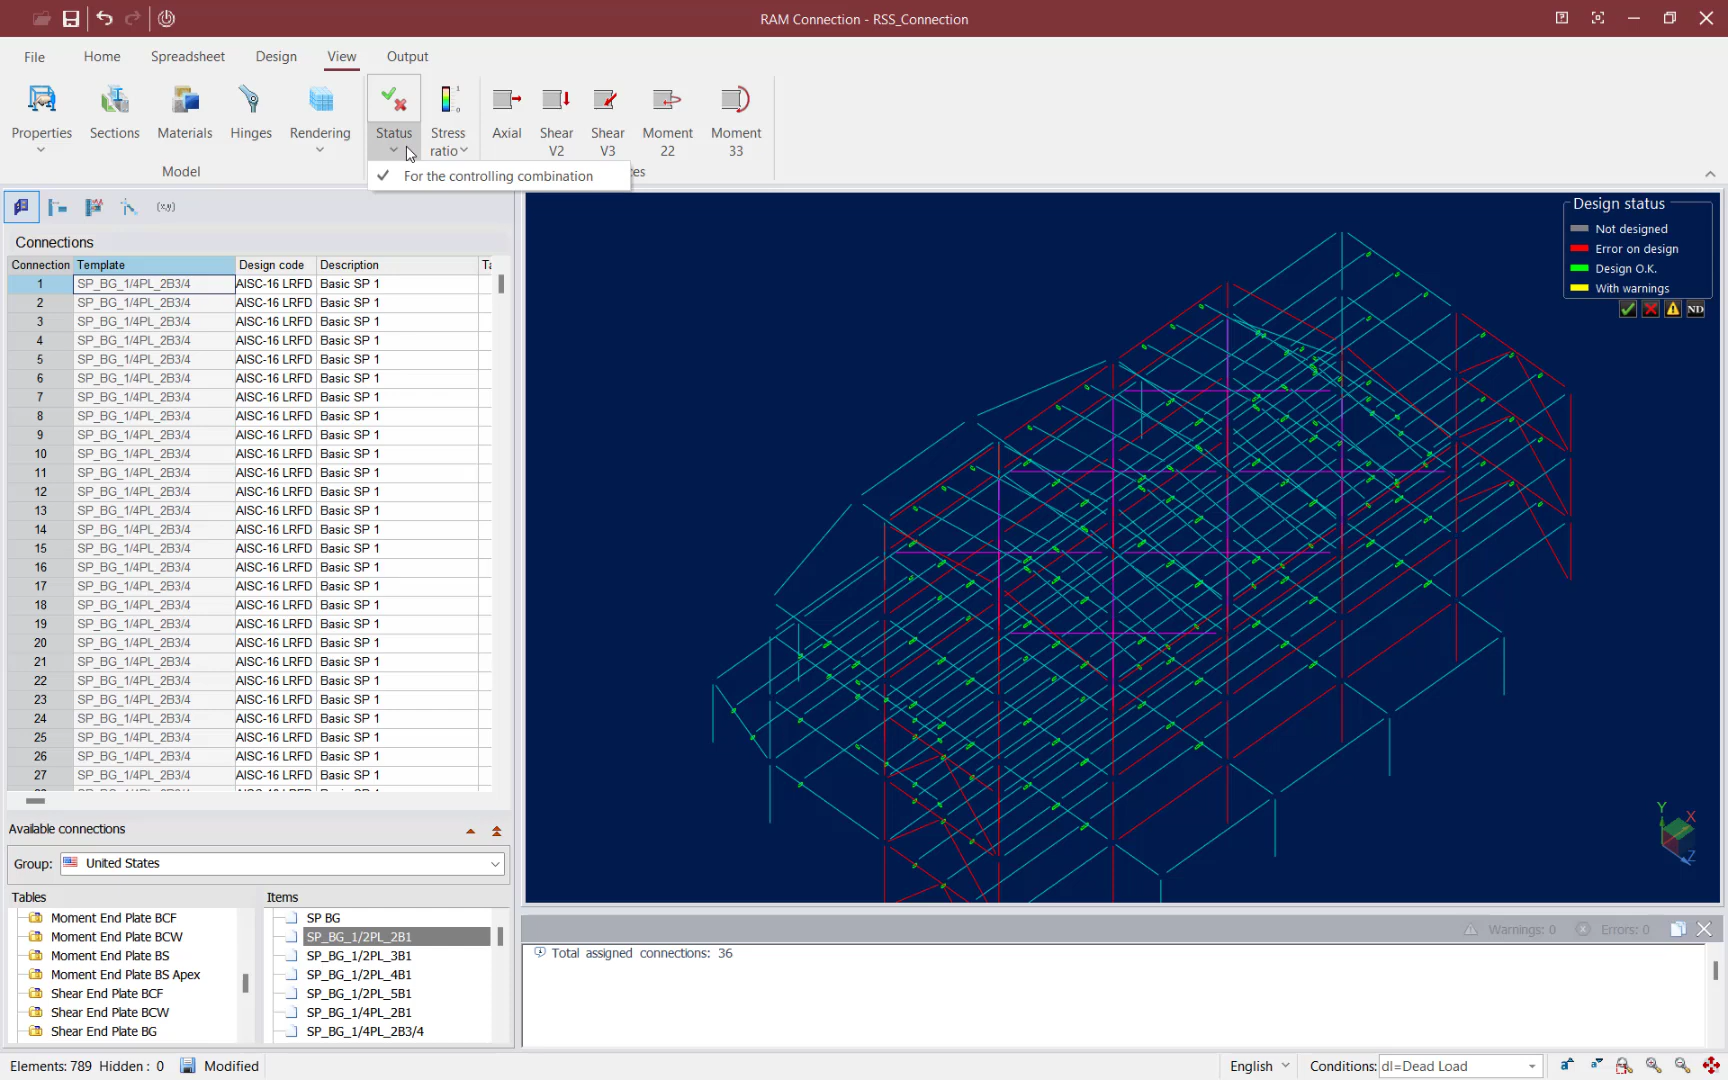 RAM Connection - RSS_Connection
File Home Spreadsheet Design View Output
Properties Sections Materials Hinges Rendering Status Stress ratio Axial Shear V2 Shear V3 Moment 22 Moment 33
Model
For the controlling combination
(x,y)
Connections
Connection Template Design code Description
1 SP_BG_1/4PL_2B3/4 AISC-16 LRFD Basic SP 1
2 SP_BG_1/4PL_2B3/4 AISC-16 LRFD Basic SP 1
3 SP_BG_1/4PL_2B3/4 AISC-16 LRFD Basic SP 1
4 SP_BG_1/4PL_2B3/4 AISC-16 LRFD Basic SP 1
5 SP_BG_1/4PL_2B3/4 AISC-16 LRFD Basic SP 1
6 SP_BG_1/4PL_2B3/4 AISC-16 LRFD Basic SP 1
7 SP_BG_1/4PL_2B3/4 AISC-16 LRFD Basic SP 1
8 SP_BG_1/4PL_2B3/4 AISC-16 LRFD Basic SP 1
9 SP_BG_1/4PL_2B3/4 AISC-16 LRFD Basic SP 1
10 SP_BG_1/4PL_2B3/4 AISC-16 LRFD Basic SP 1
11 SP_BG_1/4PL_2B3/4 AISC-16 LRFD Basic SP 1
12 SP_BG_1/4PL_2B3/4 AISC-16 LRFD Basic SP 1
13 SP_BG_1/4PL_2B3/4 AISC-16 LRFD Basic SP 1
14 SP_BG_1/4PL_2B3/4 AISC-16 LRFD Basic SP 1
15 SP_BG_1/4PL_2B3/4 AISC-16 LRFD Basic SP 1
16 SP_BG_1/4PL_2B3/4 AISC-16 LRFD Basic SP 1
17 SP_BG_1/4PL_2B3/4 AISC-16 LRFD Basic SP 1
18 SP_BG_1/4PL_2B3/4 AISC-16 LRFD Basic SP 1
19 SP_BG_1/4PL_2B3/4 AISC-16 LRFD Basic SP 1
20 SP_BG_1/4PL_2B3/4 AISC-16 LRFD Basic SP 1
21 SP_BG_1/4PL_2B3/4 AISC-16 LRFD Basic SP 1
22 SP_BG_1/4PL_2B3/4 AISC-16 LRFD Basic SP 1
23 SP_BG_1/4PL_2B3/4 AISC-16 LRFD Basic SP 1
24 SP_BG_1/4PL_2B3/4 AISC-16 LRFD Basic SP 1
25 SP_BG_1/4PL_2B3/4 AISC-16 LRFD Basic SP 1
26 SP_BG_1/4PL_2B3/4 AISC-16 LRFD Basic SP 1
27 SP_BG_1/4PL_2B3/4 AISC-16 LRFD Basic SP 1
Design status
Not designed
Error on design
Design O.K.
With warnings
ND
Y X
Z
Available connections
Group: United States
Tables
Moment End Plate BCF
Moment End Plate BCW
Moment End Plate BS
Moment End Plate BS Apex
Shear End Plate BCF
Shear End Plate BCW
Shear End Plate BG
Items
SP BG
SP_BG_1/2PL_2B1
SP_BG_1/2PL_3B1
SP_BG_1/2PL_4B1
SP_BG_1/2PL_5B1
SP_BG_1/4PL_2B1
SP_BG_1/4PL_2B3/4
Warnings: 0 Errors: 0
Total assigned connections: 36
Elements: 789 Hidden : 0 Modified English Conditions: dl=Dead Load